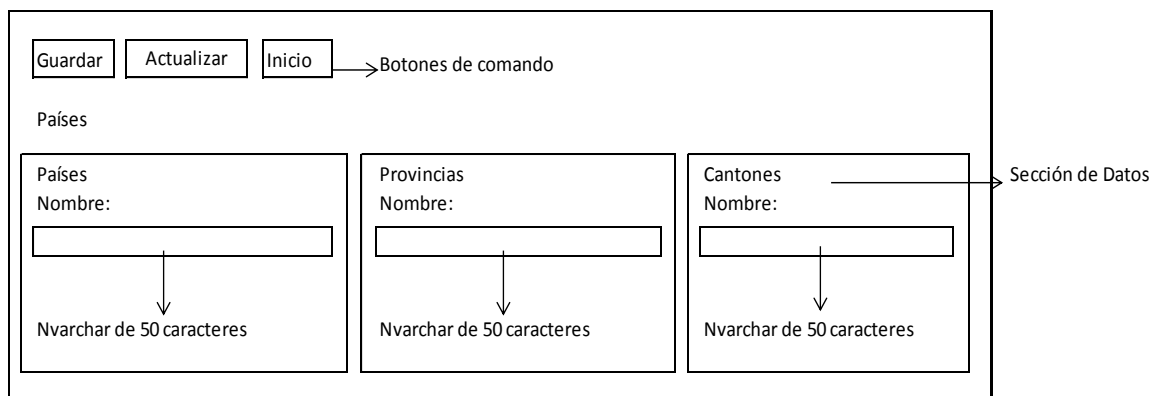 Guardar Actualizar Inicio Botones de comando
Países
Países
Nombre:
Nvarchar de 50 caracteres
Provincias
Nombre:
Nvarchar de 50 caracteres
Cantones
Nombre:
Nvarchar de 50 caracteres
Sección de Datos